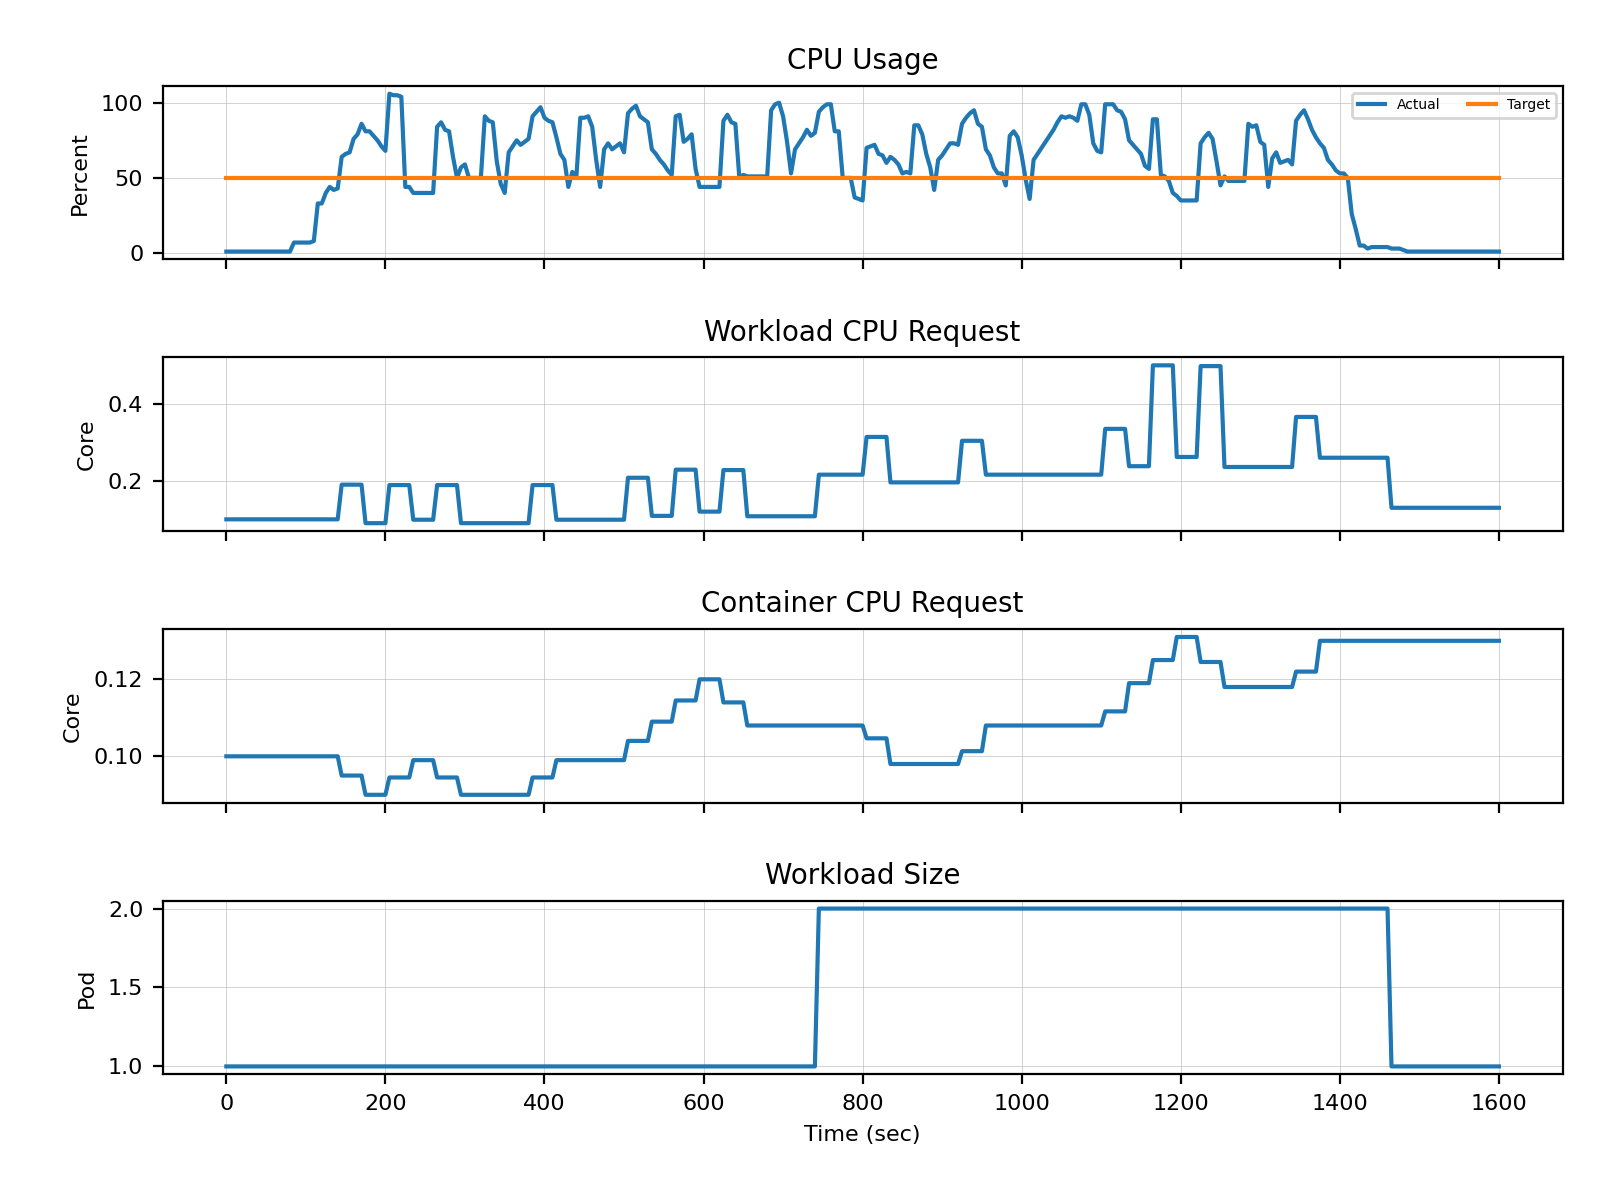 CPU Usage
Percent
100
50
0
Actual
Target
Workload CPU Request
Core
0.4
0.2
Container CPU Request
Core
0.12
0.10
Workload Size
Pod
2.0
1.5
1.0
0 200 400 600 800 1000 1200 1400 1600
Time (sec)